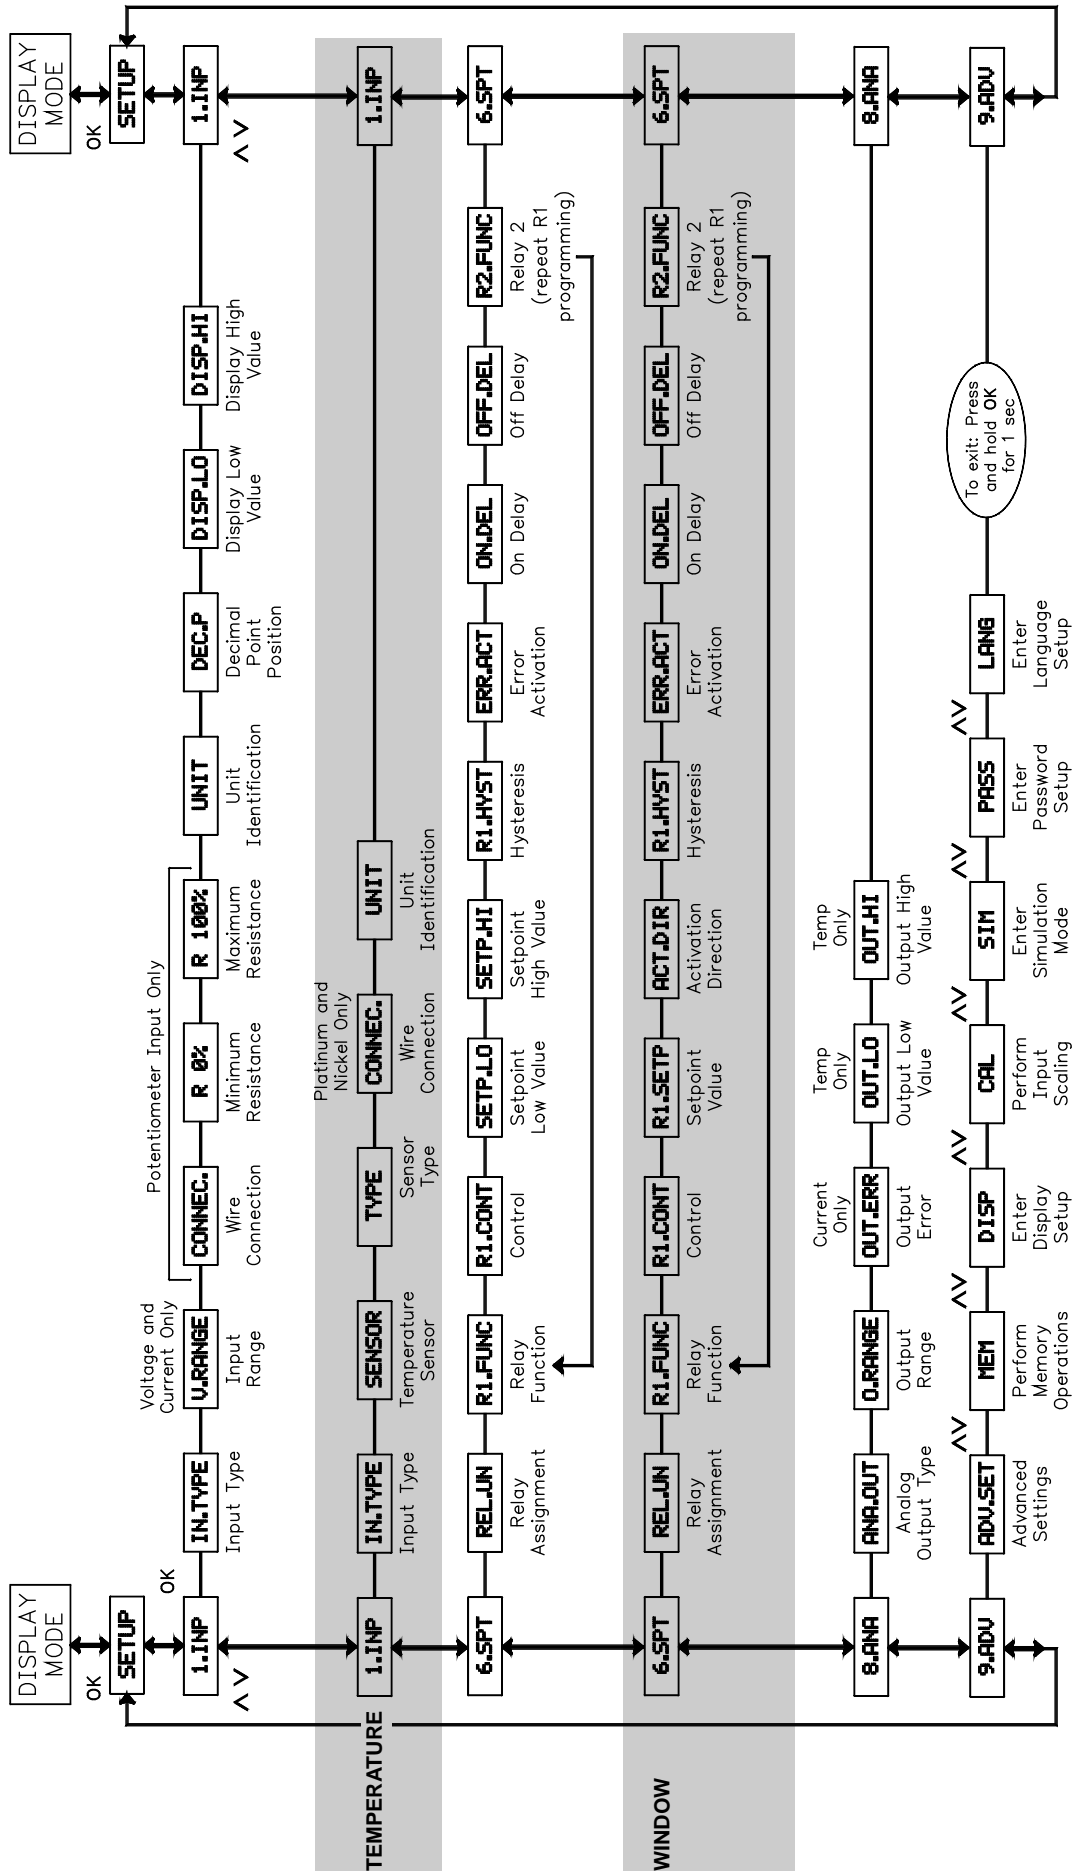 DISPLAY
MODE
OK
SETUP
OK
1.INP
∧∨
IN.TYPE
Input Type
Voltage and
Current Only
V.RANGE
Input
Range
Potentiometer Input Only
CONNEC.
Wire
Connection
R 0%
Minimum
Resistance
R 100%
Maximum
Resistance
UNIT
Unit
Identification
DEC.P
Decimal
Point
Position
DISP.LO
Display Low
Value
DISP.HI
Display High
Value
DISPLAY
MODE
OK
SETUP
1.INP
∧∨
TEMPERATURE
1.INP
IN.TYPE
Input Type
SENSOR
Temperature
Sensor
TYPE
Sensor
Type
Platinum and
Nickel Only
CONNEC.
Wire
Connection
UNIT
Unit
Identification
1.INP
6.SPT
REL.UN
Relay
Assignment
R1.FUNC
Relay
Function
R1.CONT
Control
SETP.LO
Setpoint
Low Value
SETP.HI
Setpoint
High Value
R1.HYST
Hysteresis
ERR.ACT
Error
Activation
ON.DEL
On Delay
OFF.DEL
Off Delay
R2.FUNC
Relay 2
(repeat R1
programming)
6.SPT
WINDOW
6.SPT
REL.UN
Relay
Assignment
R1.FUNC
Relay
Function
R1.CONT
Control
R1.SETP
Setpoint
Value
ACT.DIR
Activation
Direction
R1.HYST
Hysteresis
ERR.ACT
Error
Activation
ON.DEL
On Delay
OFF.DEL
Off Delay
R2.FUNC
Relay 2
(repeat R1
programming)
6.SPT
8.ANA
ANA.OUT
Analog
Output Type
O.RANGE
Output
Range
Current
Only
OUT.ERR
Output
Error
Temp
Only
OUT.LO
Output Low
Value
Temp
Only
OUT.HI
Output High
Value
8.ANA
9.ADV
ADV.SET
Advanced
Settings
∧∨
MEM
Perform
Memory
Operations
∧∨
DISP
Enter
Display
Setup
∧∨
CAL
Perform
Input
Scaling
∧∨
SIM
Enter
Simulation
Mode
∧∨
PASS
Enter
Password
Setup
∧∨
LANG
Enter
Language
Setup
To exit: Press
and hold OK
for 1 sec
9.ADV